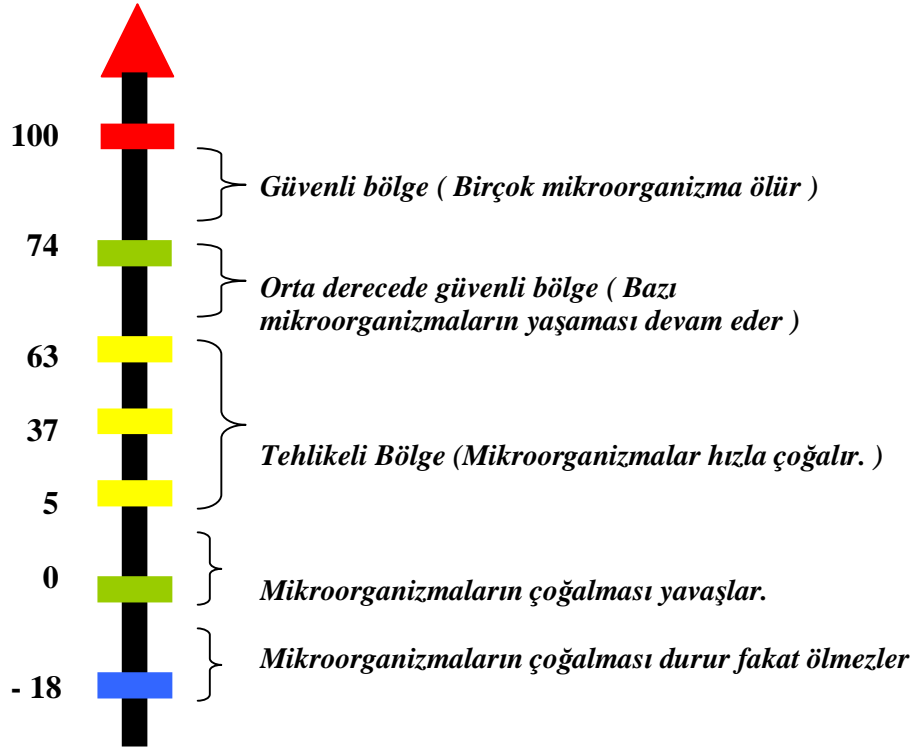 100
Güvenli bölge ( Birçok mikroorganizma ölür )
74
Orta derecede güvenli bölge ( Bazı
mikroorganizmaların yaşaması devam eder )
63
37
Tehlikeli Bölge (Mikroorganizmalar hızla çoğalır. )
5
0
Mikroorganizmaların çoğalması yavaşlar.
Mikroorganizmaların çoğalması durur fakat ölmezler
- 18